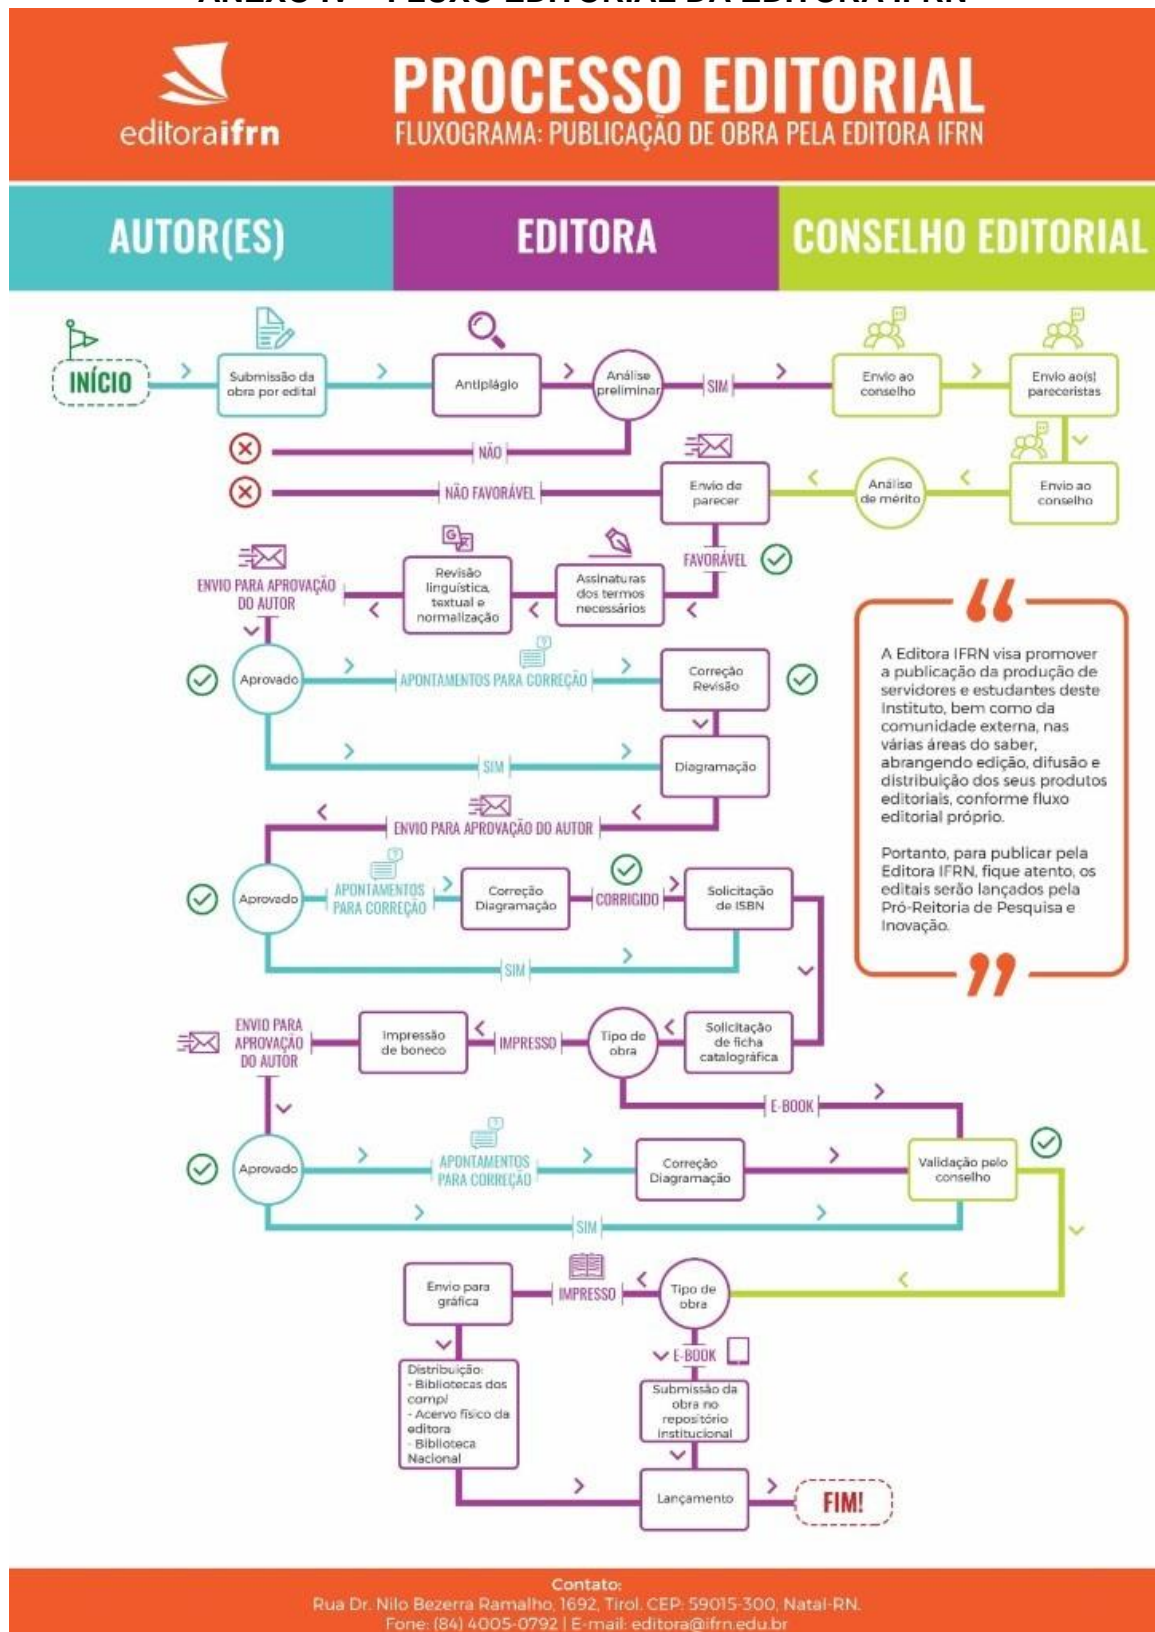 ANEXO IV – FLUXO EDITORIAL DA EDITORA IFRN
editoraifrn
PROCESSO EDITORIAL
FLUXOGRAMA: PUBLICAÇÃO DE OBRA PELA EDITORA IFRN
AUTOR(ES)
EDITORA
CONSELHO EDITORIAL
INÍCIO
Submissão da
obra por edital
Antiplágio
Análise
preliminar
SIM
Envio ao
conselho
Envio ao(s)
pareceristas
NÃO
NÃO FAVORÁVEL
Envio de
parecer
Análise
de mérito
Envio ao
conselho
FAVORÁVEL
ENVIO PARA APROVAÇÃO
DO AUTOR
Revisão
linguística,
textual e
normalização
Assinaturas
dos termos
necessários
Aprovado
APONTAMENTOS PARA CORREÇÃO
Correção
Revisão
SIM
Diagramação
ENVIO PARA APROVAÇÃO DO AUTOR
A Editora IFRN visa promover
a publicação da produção de
servidores e estudantes deste
Instituto, bem como da
comunidade externa, nas
várias áreas do saber,
abrangendo edição, difusão e
distribuição dos seus produtos
editoriais, conforme fluxo
editorial próprio.
Portanto, para publicar pela
Editora IFRN, fique atento, os
editais serão lançados pela
Pró-Reitoria de Pesquisa e
Inovação.
Aprovado
APONTAMENTOS
PARA CORREÇÃO
Correção
Diagramação
CORRIGIDO
Solicitação
de ISBN
SIM
ENVIO PARA
APROVAÇÃO
DO AUTOR
Impressão
de boneco
IMPRESSO
Tipo de
obra
Solicitação
de ficha
catalográfica
E-BOOK
Aprovado
APONTAMENTOS
PARA CORREÇÃO
Correção
Diagramação
Validação pelo
conselho
SIM
Envio para
gráfica
IMPRESSO
Tipo de
obra
E-BOOK
Distribuição:
- Bibliotecas dos
campi
- Acervo físico da
editora
- Biblioteca
Nacional
Submissão da
obra no
repositório
institucional
Lançamento
FIM!
Contato:
Rua Dr. Nilo Bezerra Ramalho, 1692, Tirol. CEP: 59015-300, Natal-RN.
Fone: (84) 4005-0792 | E-mail: editora@ifrn.edu.br